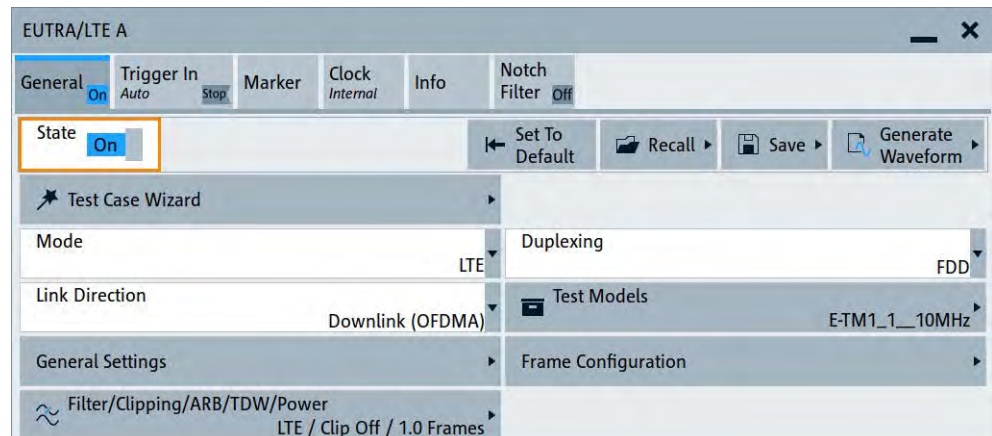 EUTRA/LTE A
General On
Trigger In
Auto Stop
Marker
Clock
Internal
Info
Notch
Filter Off
State On
Set To
Default
Recall
Save
Generate
Waveform
Test Case Wizard
Mode
LTE
Duplexing
FDD
Link Direction
Downlink (OFDMA)
Test Models
E-TM1_1__10MHz
General Settings
Frame Configuration
Filter/Clipping/ARB/TDW/Power
LTE / Clip Off / 1.0 Frames